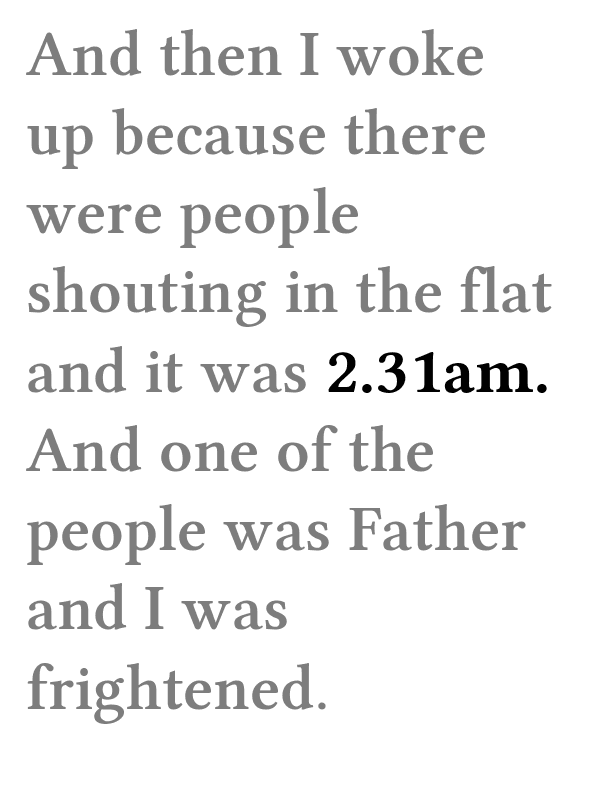 And then I woke
up because there
were people
shouting in the flat
and it was 2.31am.
And one of the
people was Father
and I was
frightened.